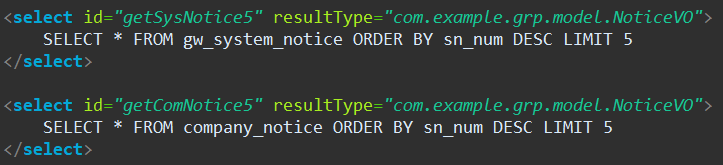 <select id="getSysNotice5" resultType="com.example.grp.model.NoticeVO">
SELECT * FROM gw_system_notice ORDER BY sn_num DESC LIMIT 5
</select>
<select id="getComNotice5" resultType="com.example.grp.model.NoticeVO">
SELECT * FROM company_notice ORDER BY sn_num DESC LIMIT 5
</select>